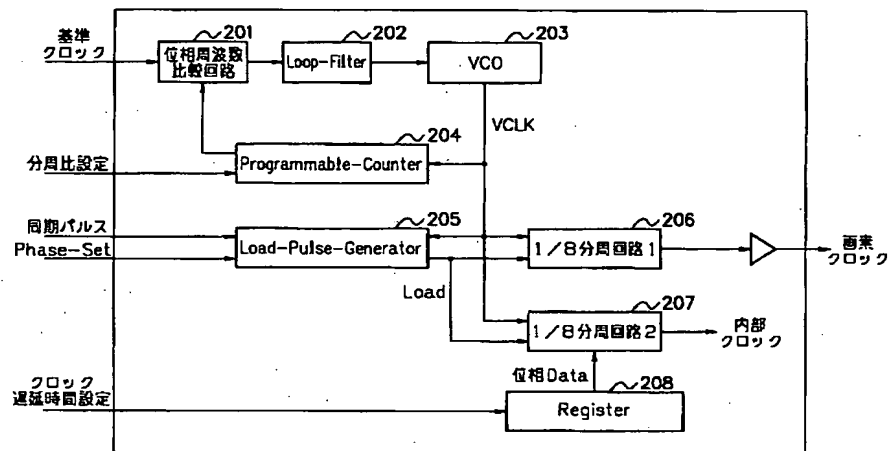 基準
クロック
201
位相周波数
比較回路
202
Loop-Filter
203
VCO
VCLK
204
分周比設定
Programmable-Counter
同期パルス
Phase-Set
205
Load-Pulse-Generator
Load
206
1/8分周回路1
画素
クロック
207
1/8分周回路2
内部
クロック
位相Data
208
クロック
遅延時間設定
Register